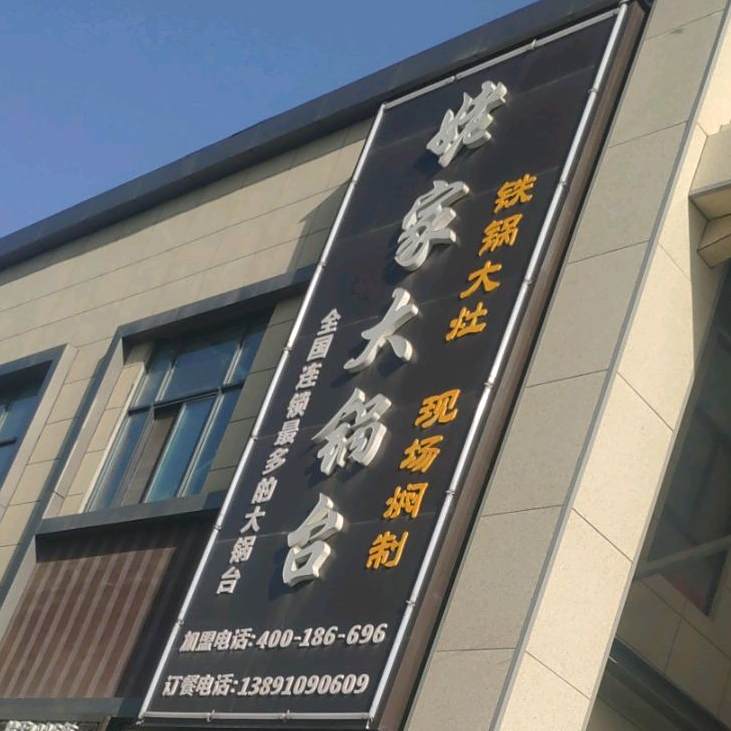 铁锅大灶 现场焖制
姥家大锅台
全国连锁最多的大锅台
加盟电话:400-186-696
订餐电话:13891090609